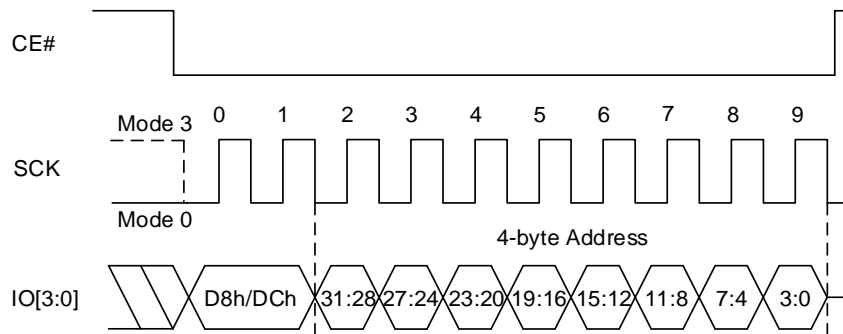 CE#
Mode 3
0 1 2 3 4 5 6 7 8 9
SCK
Mode 0
4-byte Address
IO[3:0]
D8h/DCh 31:28 27:24 23:20 19:16 15:12 11:8 7:4 3:0